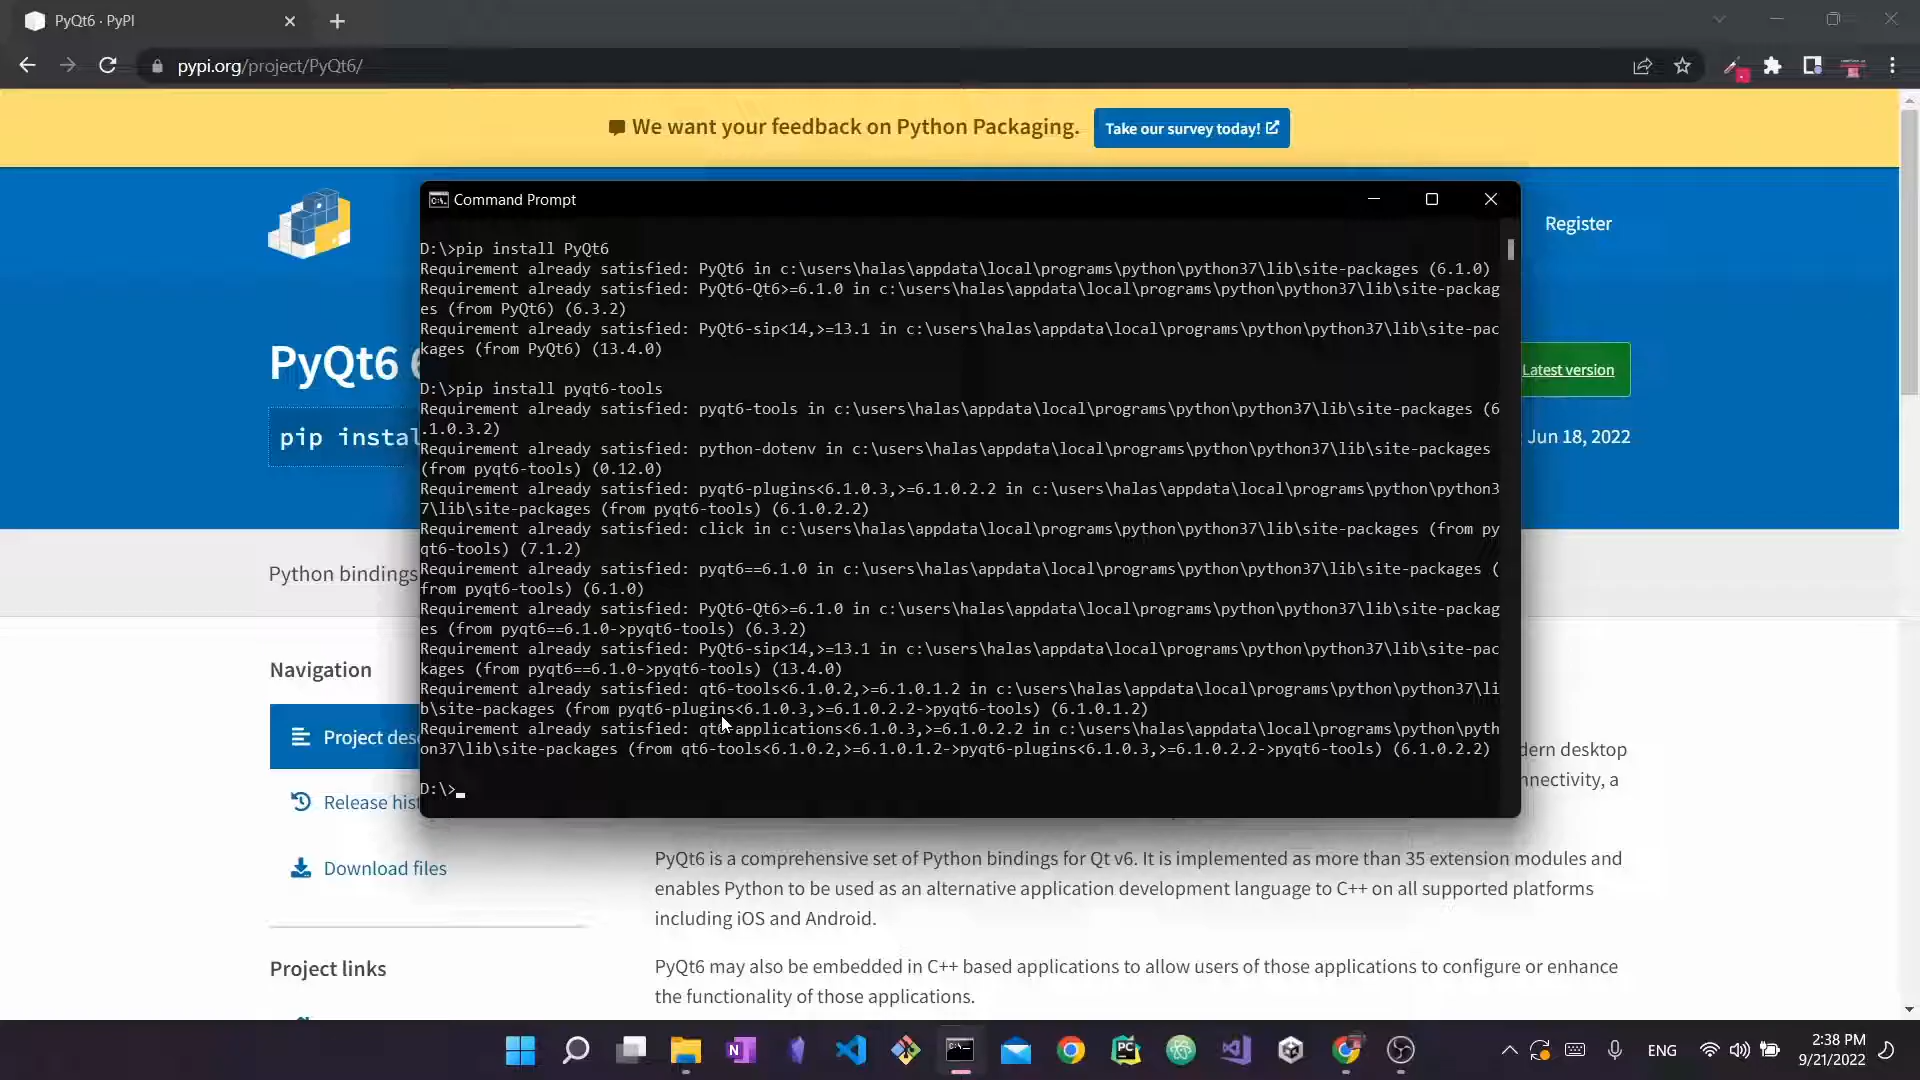 PyQt6 · PyPI
pypi.org/project/PyQt6/
We want your feedback on Python Packaging.
Take our survey today!
Register
PyQt6 6
pip instal
Latest version
Jun 18, 2022
Python bindings
Command Prompt
D:\>pip install PyQt6
Requirement already satisfied: PyQt6 in c:\users\halas\appdata\local\programs\python\python37\lib\site-packages (6.1.0)
Requirement already satisfied: PyQt6-Qt6>=6.1.0 in c:\users\halas\appdata\local\programs\python\python37\lib\site-packag
es (from PyQt6) (6.3.2)
Requirement already satisfied: PyQt6-sip<14,>=13.1 in c:\users\halas\appdata\local\programs\python\python37\lib\site-pac
kages (from PyQt6) (13.4.0)
D:\>pip install pyqt6-tools
Requirement already satisfied: pyqt6-tools in c:\users\halas\appdata\local\programs\python\python37\lib\site-packages (6
.1.0.3.2)
Requirement already satisfied: python-dotenv in c:\users\halas\appdata\local\programs\python\python37\lib\site-packages
(from pyqt6-tools) (0.12.0)
Requirement already satisfied: pyqt6-plugins<6.1.0.3,>=6.1.0.2.2 in c:\users\halas\appdata\local\programs\python\python3
7\lib\site-packages (from pyqt6-tools) (6.1.0.2.2)
Requirement already satisfied: click in c:\users\halas\appdata\local\programs\python\python37\lib\site-packages (from py
qt6-tools) (7.1.2)
Requirement already satisfied: pyqt6==6.1.0 in c:\users\halas\appdata\local\programs\python\python37\lib\site-packages (
from pyqt6-tools) (6.1.0)
Requirement already satisfied: PyQt6-Qt6>=6.1.0 in c:\users\halas\appdata\local\programs\python\python37\lib\site-packag
es (from pyqt6==6.1.0->pyqt6-tools) (6.3.2)
Requirement already satisfied: PyQt6-sip<14,>=13.1 in c:\users\halas\appdata\local\programs\python\python37\lib\site-pac
kages (from pyqt6==6.1.0->pyqt6-tools) (13.4.0)
Requirement already satisfied: qt6-tools<6.1.0.2,>=6.1.0.1.2 in c:\users\halas\appdata\local\programs\python\python37\li
b\site-packages (from pyqt6-plugins<6.1.0.3,>=6.1.0.2.2->pyqt6-tools) (6.1.0.1.2)
Requirement already satisfied: qt6-applications<6.1.0.3,>=6.1.0.2.2 in c:\users\halas\appdata\local\programs\python\pyth
on37\lib\site-packages (from qt6-tools<6.1.0.2,>=6.1.0.1.2->pyqt6-plugins<6.1.0.3,>=6.1.0.2.2->pyqt6-tools) (6.1.0.2.2)
D:\>
Navigation
Project des
Release his
Download files
Project links
dern desktop
nnectivity, a
PyQt6 is a comprehensive set of Python bindings for Qt v6. It is implemented as more than 35 extension modules and
enables Python to be used as an alternative application development language to C++ on all supported platforms
including iOS and Android.
PyQt6 may also be embedded in C++ based applications to allow users of those applications to configure or enhance
the functionality of those applications.
ENG
2:38 PM
9/21/2022